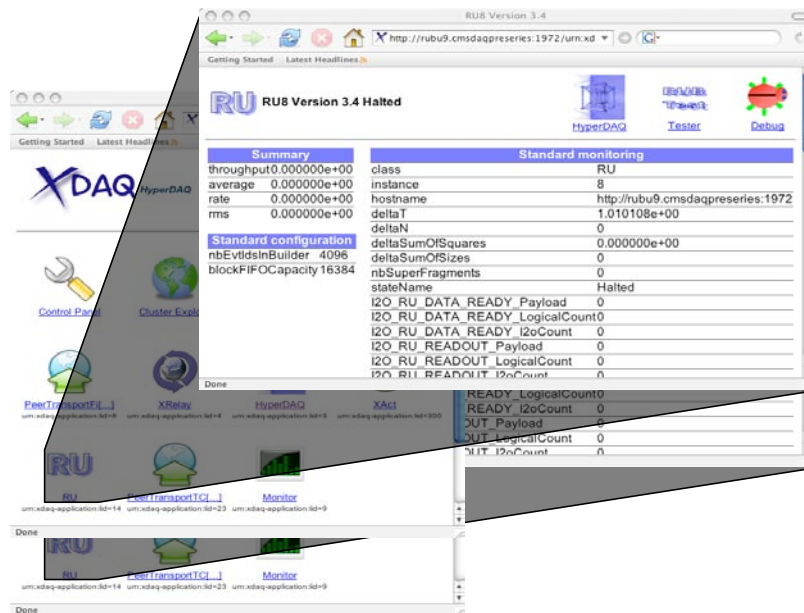 RU8 Version 3.4
http://rubu9.cmsdaqpreseries:1972/urn:xd
Getting Started Latest Headlines
RU RU8 Version 3.4 Halted
HyperDAQ Tester Debug
Summary
throughput 0.000000e+00
average 0.000000e+00
rate 0.000000e+00
rms 0.000000e+00
Standard configuration
nbEvtIdsInBuilder 4096
blockFIFOCapacity 16384
Standard monitoring
class RU
instance 8
hostname http://rubu9.cmsdaqpreseries:1972
deltaT 1.010108e+00
deltaN 0
deltaSumOfSquares 0.000000e+00
deltaSumOfSizes 0
nbSuperFragments 0
stateName Halted
I2O_RU_DATA_READY_Payload 0
I2O_RU_DATA_READY_LogicalCount 0
I2O_RU_DATA_READY_I2oCount 0
I2O_RU_READOUT_Payload 0
I2O_RU_READOUT_LogicalCount 0
I2O_RU_READOUT_I2oCount 0
Done
Getting Started Latest Headlines
XDAQ HyperDAQ
Control Panel Cluster Explo
PeerTransportFi[...] XRelay HyperDAQ XAct
urn:xdaq-application:lid=8 urn:xdaq-application:lid=4 urn:xdaq-application:lid=3 urn:xdaq-application:lid=300
READY_LogicalCount0
READY_I2oCount 0
OUT_Payload 0
OUT_LogicalCount 0
OUT_I2oCount 0
RU
RU PeerTransportTC[...] Monitor
urn:xdaq-application:lid=14 urn:xdaq-application:lid=23 urn:xdaq-application:lid=9
Done
RU
RU PeerTransportTC[...] Monitor
urn:xdaq-application:lid=14 urn:xdaq-application:lid=23 urn:xdaq-application:lid=9
Done